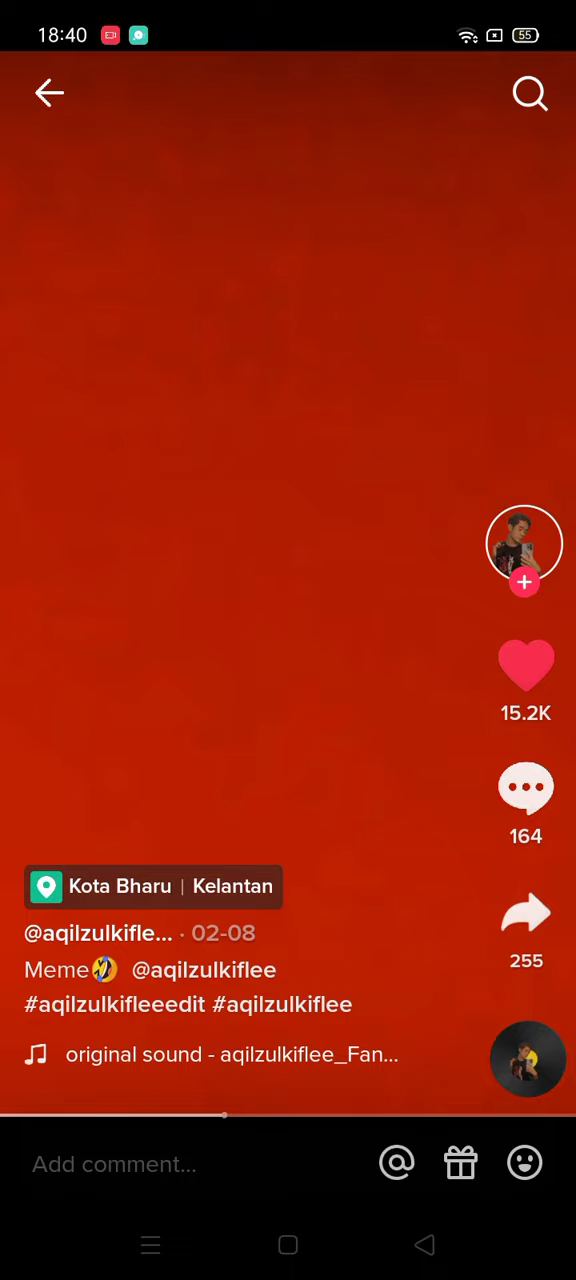 18:40
55
15.2K
164
Kota Bharu | Kelantan
@aqilzulkifle... · 02-08
Meme🤣 @aqilzulkiflee
#aqilzulkifleeedit #aqilzulkiflee
255
original sound - aqilzulkiflee_Fan...
Add comment...